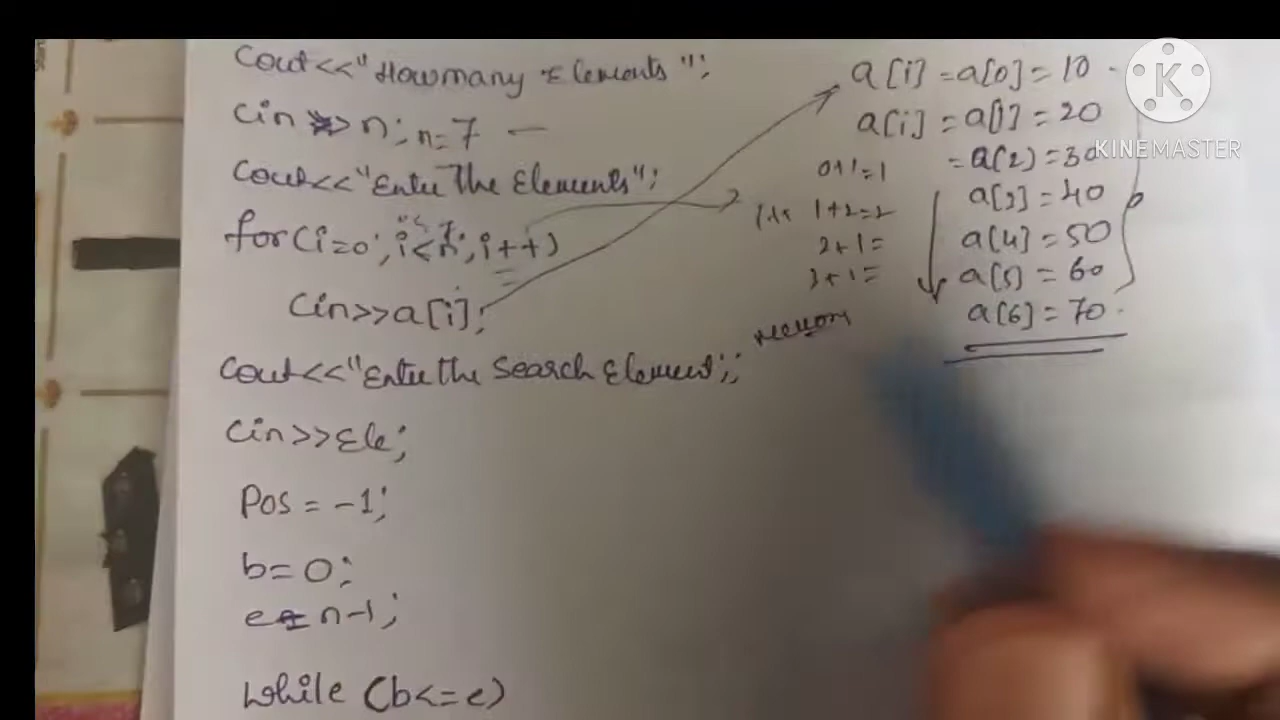 Cout<<"Howmany Elements";
Cin>>n; n=7 —
Cout<<"Enter The Elements";
for(i=0; i<n; i++)
Cin>>a[i];
Cout<<"Enter the Search Element";
Cin>>Ele;
Pos = -1;
b=0;
e=n-1;
while (b<=e)
0+1=1
1+2=2
2+1=
3+1=
memory
a[i]=a[0]=10
a[i]=a[1]=20
=a(2)=30
a[3]=40
a[4]=50
a[5]=60
a[6]=70
K
KINEMASTER